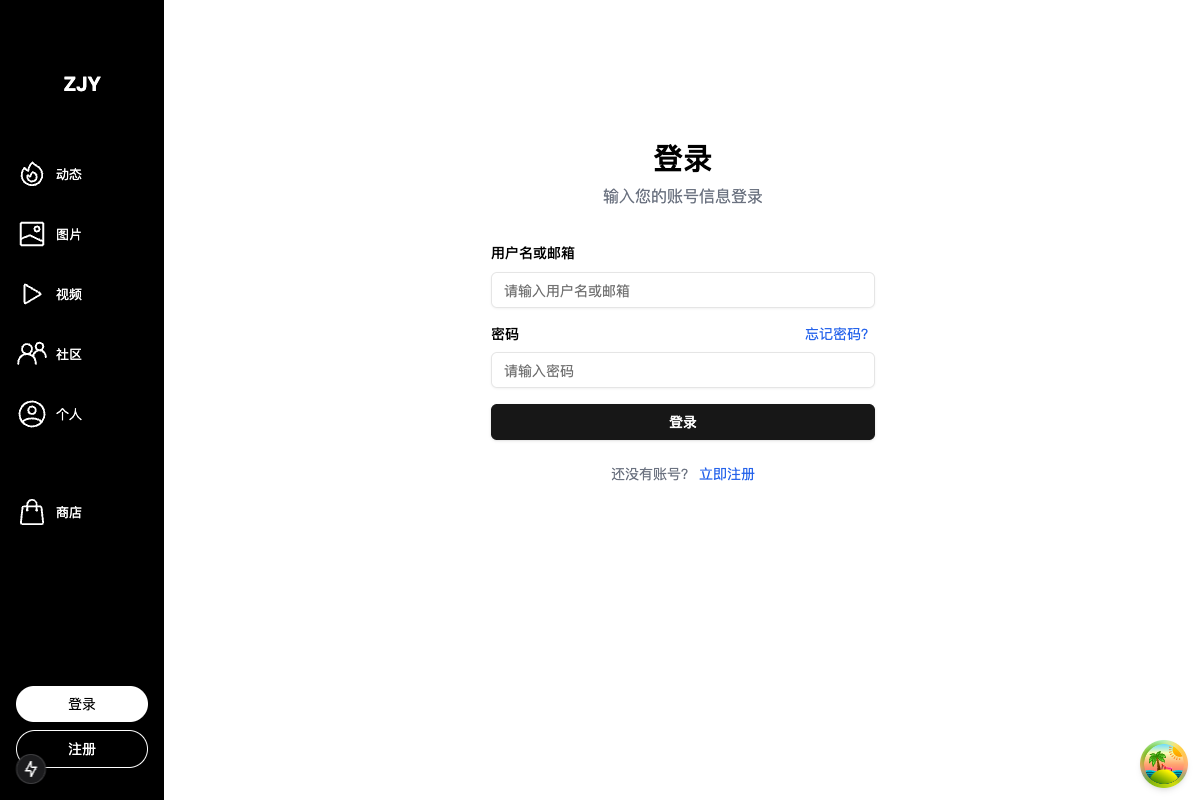 ZJY
动态
图片
视频
社区
个人
商店
登录
注册
登录
输入您的账号信息登录
用户名或邮箱
请输入用户名或邮箱
密码
忘记密码?
请输入密码
登录
还没有账号? 立即注册